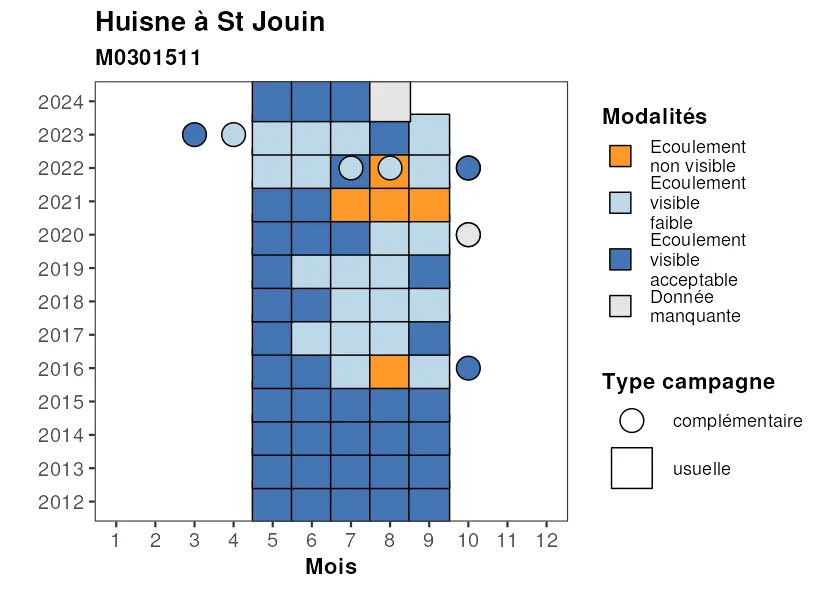 Huisne à St Jouin
M0301511
2024
2023
2022
2021
2020
2019
2018
2017
2016
2015
2014
2013
2012
1 2 3 4 5 6 7 8 9 10 11 12
Mois
Modalités
Ecoulement
non visible
Ecoulement
visible
faible
Ecoulement
visible
acceptable
Donnée
manquante
Type campagne
complémentaire
usuelle